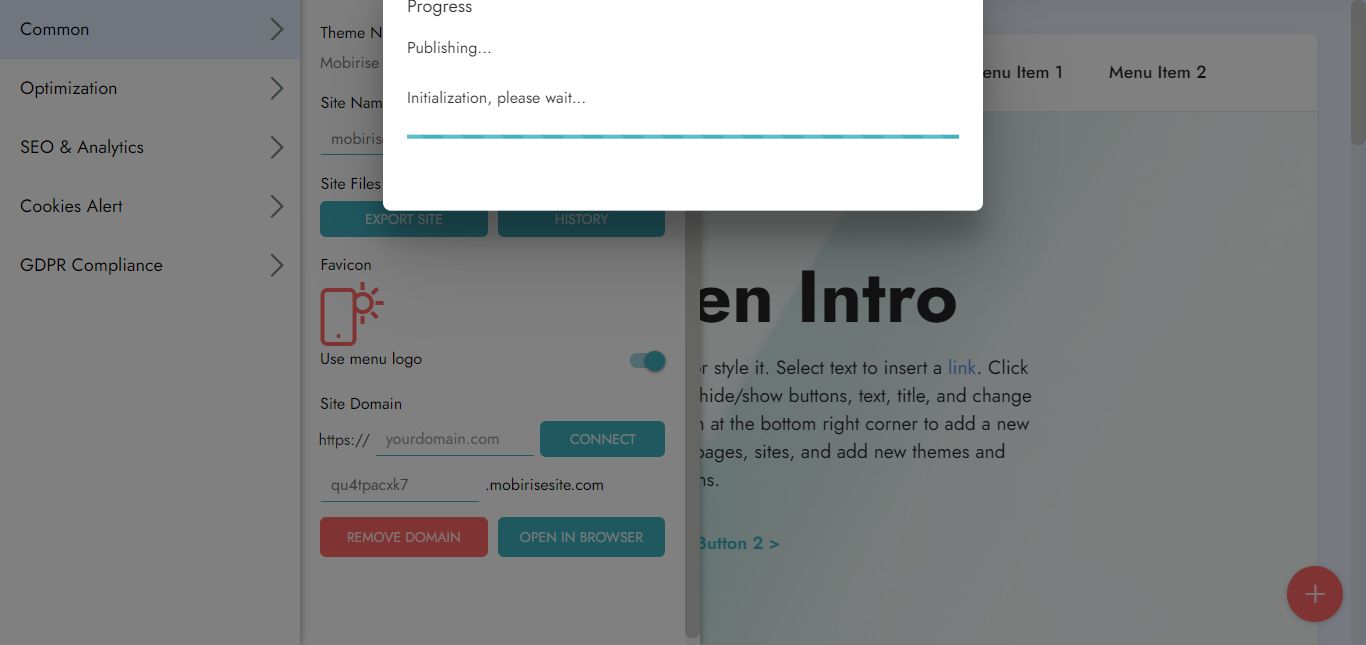 Progress
Publishing...
Initialization, please wait...
Common
Optimization
SEO & Analytics
Cookies Alert
GDPR Compliance
Theme N
Mobirise
Site Nam
mobiris
Site Files
EXPORT SITE
HISTORY
Favicon
Use menu logo
Site Domain
https://
yourdomain.com
CONNECT
qu4tpacxk7
.mobirisesite.com
REMOVE DOMAIN
OPEN IN BROWSER
enu Item 1
Menu Item 2
en Intro
r style it. Select text to insert a link. Click
hide/show buttons, text, title, and change
n at the bottom right corner to add a new
pages, sites, and add new themes and
ns.
Button 2 >